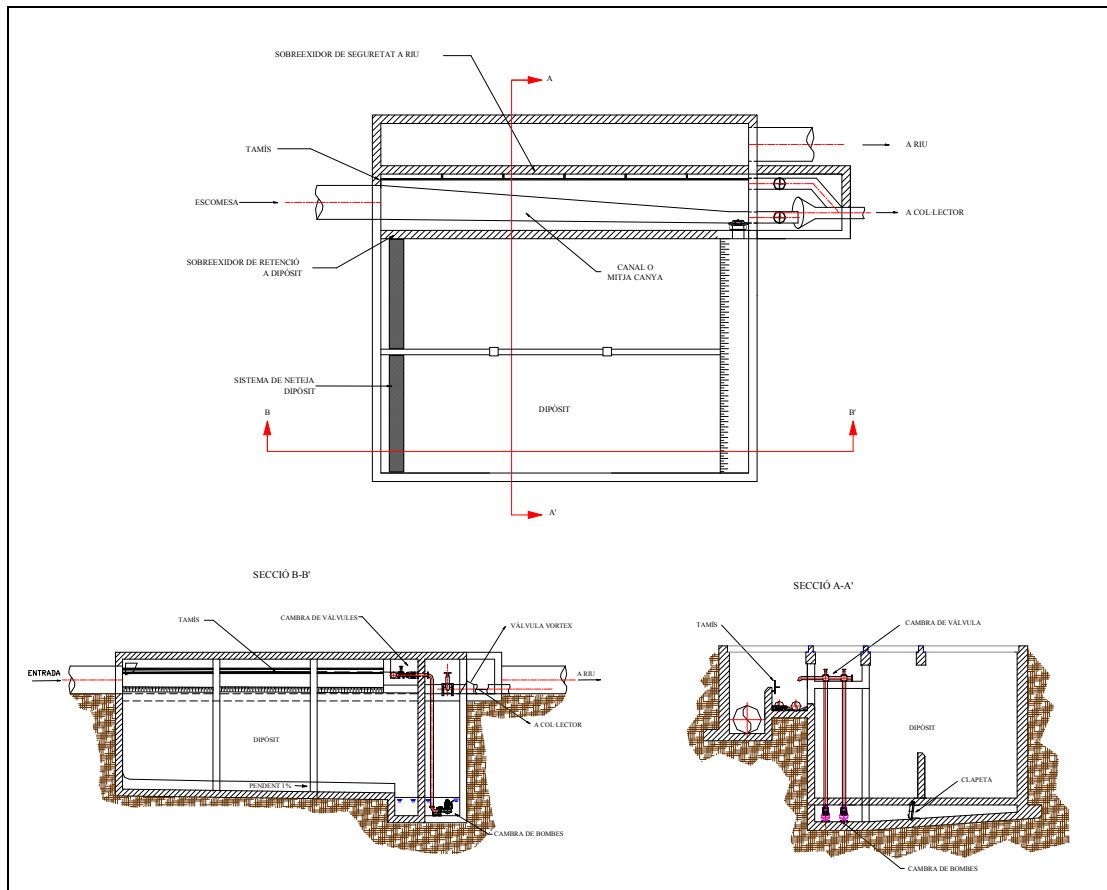 SOBREEXIDOR DE SEGURETAT A RIU
A
TAMÍS
A RIU
ESCOMESA
A COL·LECTOR
SOBREEXIDOR DE RETENCIÓ
A DIPÒSIT
CANAL O
MITJA CANYA
SISTEMA DE NETEJA
DIPÒSIT
DIPÒSIT
B
B'
A'
SECCIÓ B-B'
TAMÍS
CAMBRA DE VÀLVULES
VÀLVULA VORTEX
ENTRADA
A RIU
A COL·LECTOR
DIPÒSIT
PENDENT 1%
CAMBRA DE BOMBES
SECCIÓ A-A'
TAMÍS
CAMBRA DE VÀLVULA
DIPÒSIT
CLAPETA
CAMBRA DE BOMBES